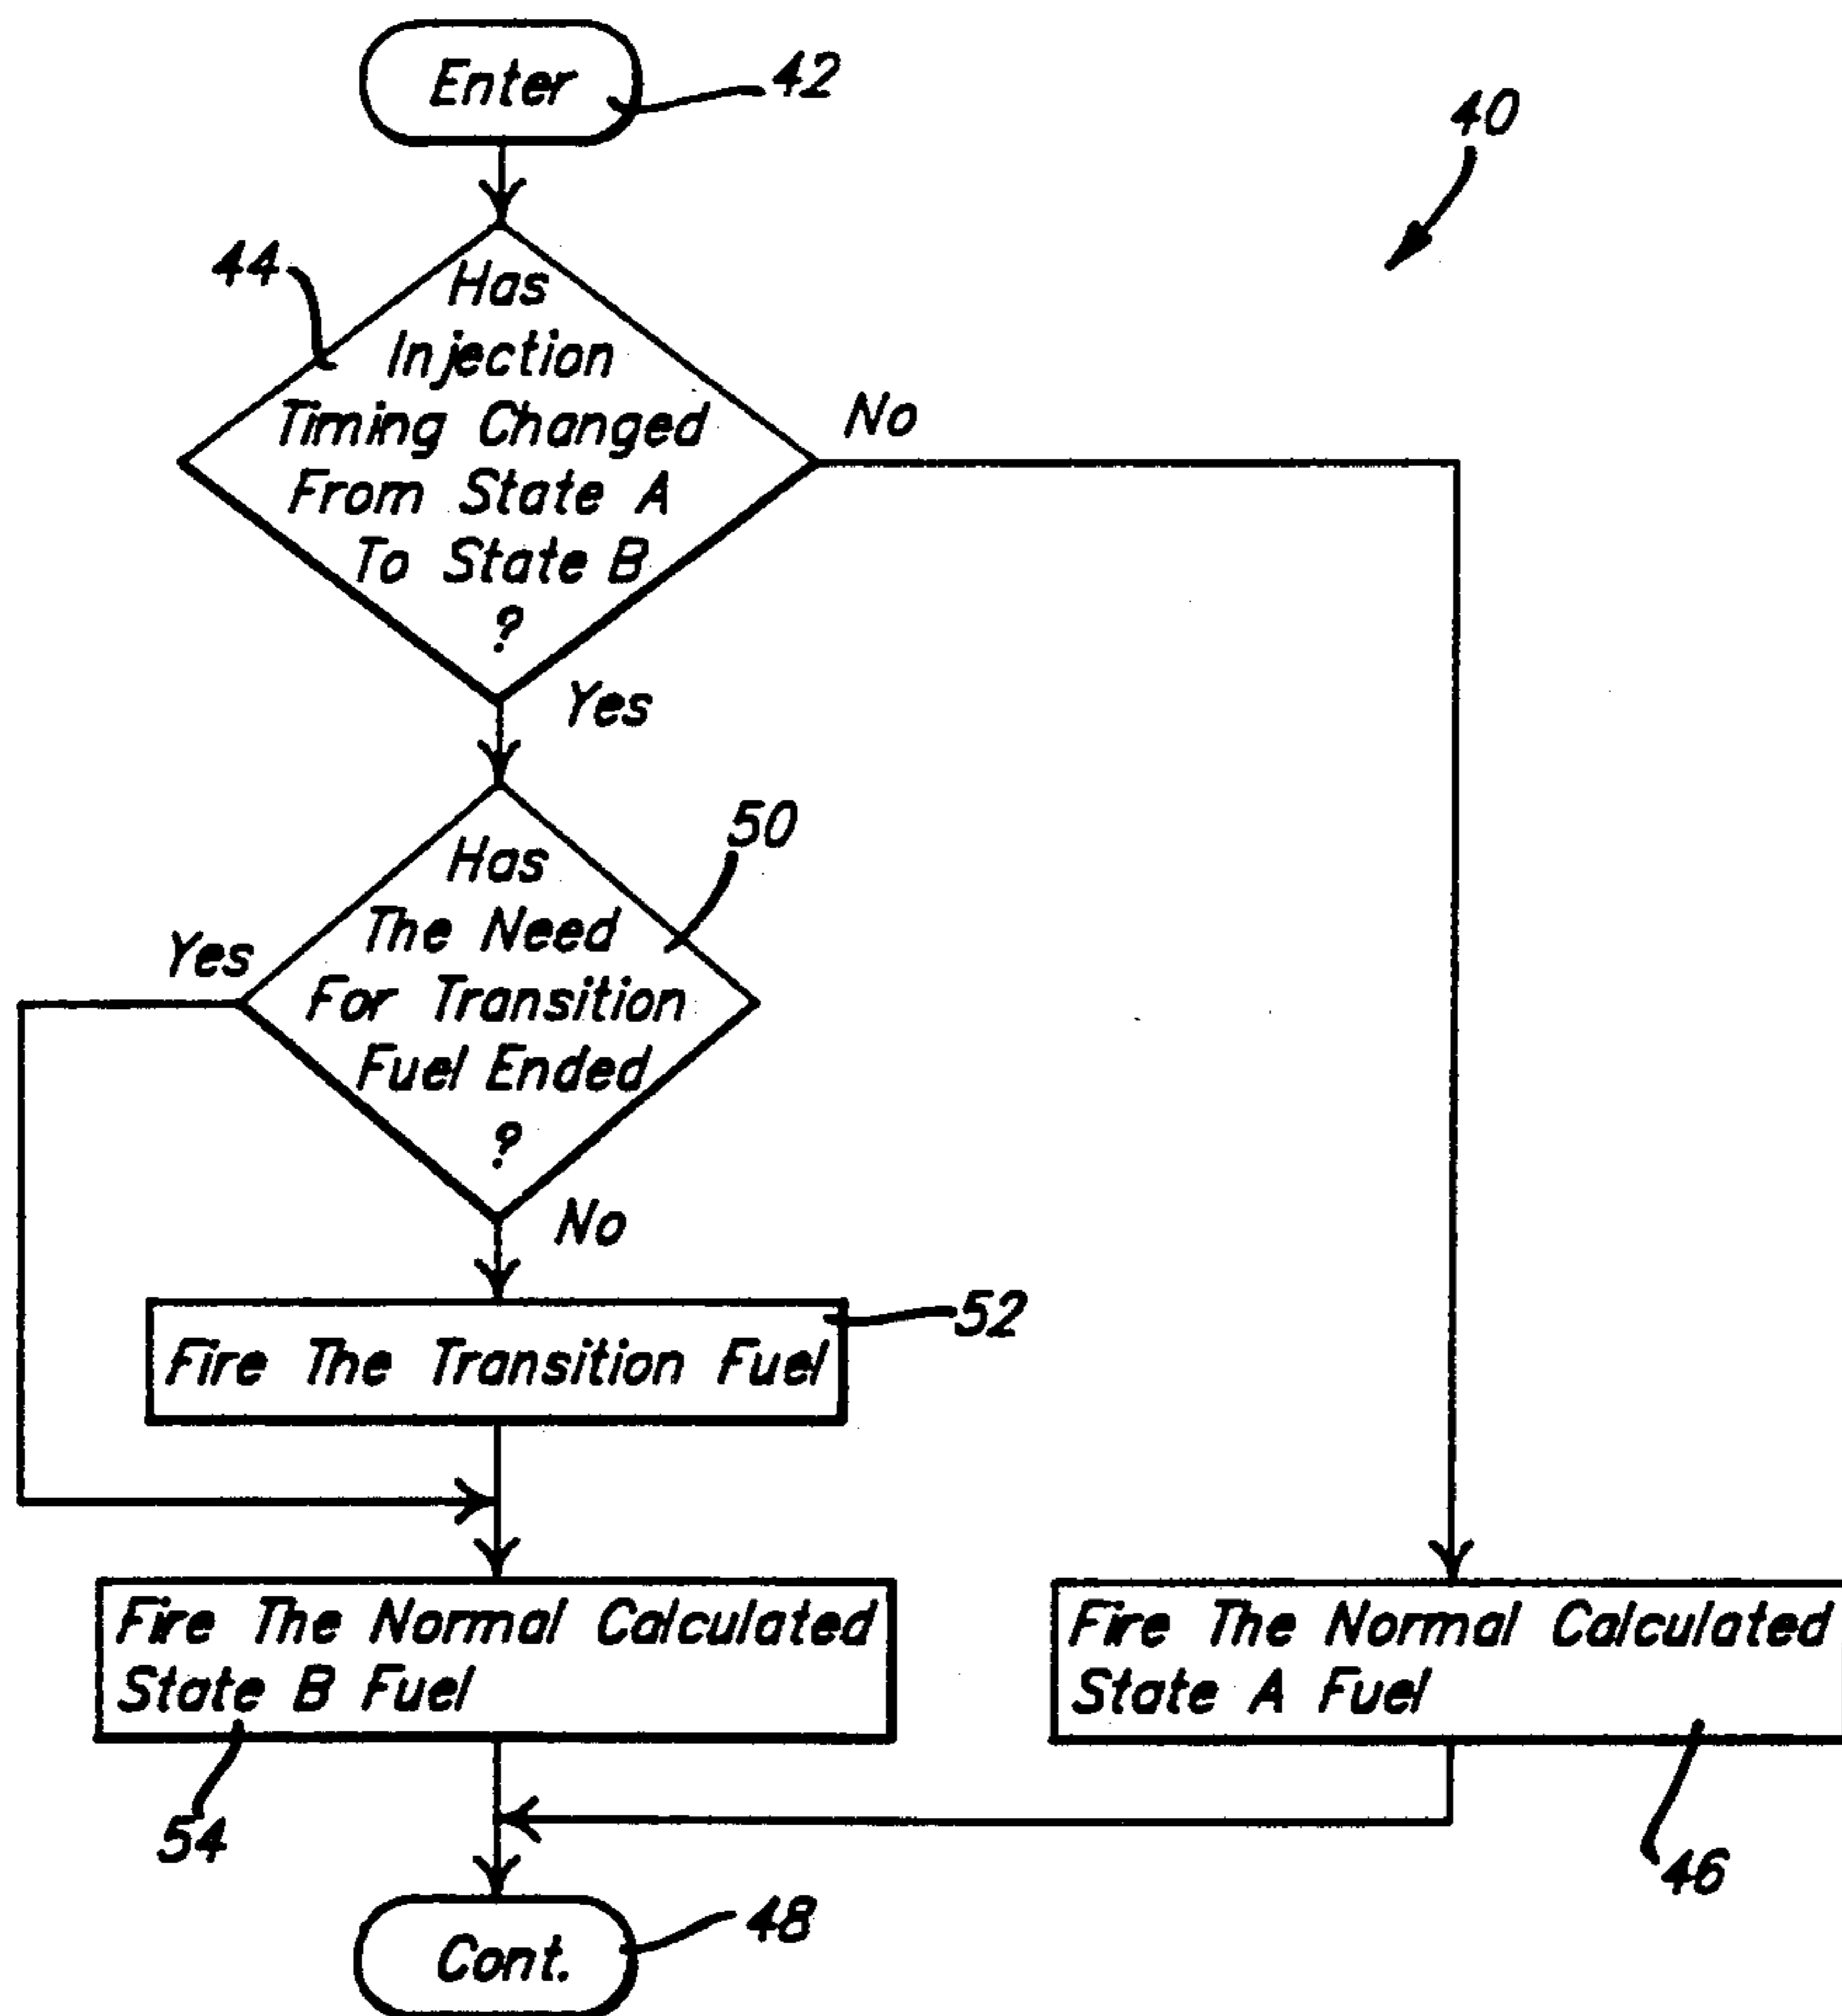 Enter
42
40
44
Has
Injection
Timing Changed
From State A
To State B
?
No
Yes
50
Has
The Need
For Transition
Fuel Ended
?
Yes
No
52
Fire The Transition Fuel
Fire The Normal Calculated
State B Fuel
54
Fire The Normal Calculated
State A Fuel
46
48
Cont.